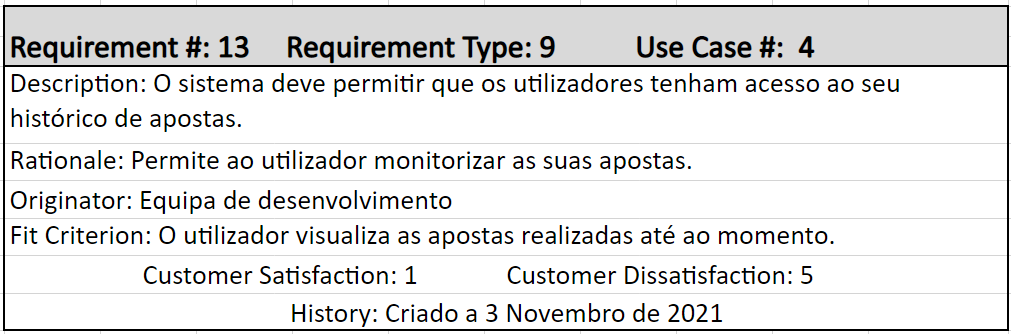 Requirement #: 13 Requirement Type: 9 Use Case #: 4
Description: O sistema deve permitir que os utilizadores tenham acesso ao seu
histórico de apostas.
Rationale: Permite ao utilizador monitorizar as suas apostas.
Originator: Equipa de desenvolvimento
Fit Criterion: O utilizador visualiza as apostas realizadas até ao momento.
Customer Satisfaction: 1 Customer Dissatisfaction: 5
History: Criado a 3 Novembro de 2021